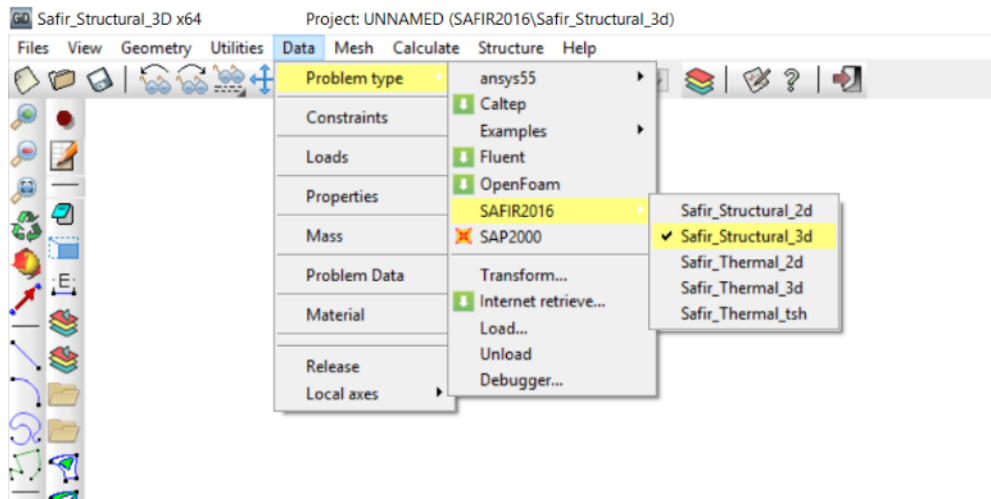 GiD Safir_Structural_3D x64 Project: UNNAMED (SAFIR2016\Safir_Structural_3d)
Files View Geometry Utilities Data Mesh Calculate Structure Help
Problem type
Constraints
Loads
Properties
Mass
Problem Data
Material
Release
Local axes
ansys55
Caltep
Examples
Fluent
OpenFoam
SAFIR2016
SAP2000
Transform...
Internet retrieve...
Load...
Unload
Debugger...
Safir_Structural_2d
Safir_Structural_3d
Safir_Thermal_2d
Safir_Thermal_3d
Safir_Thermal_tsh
E